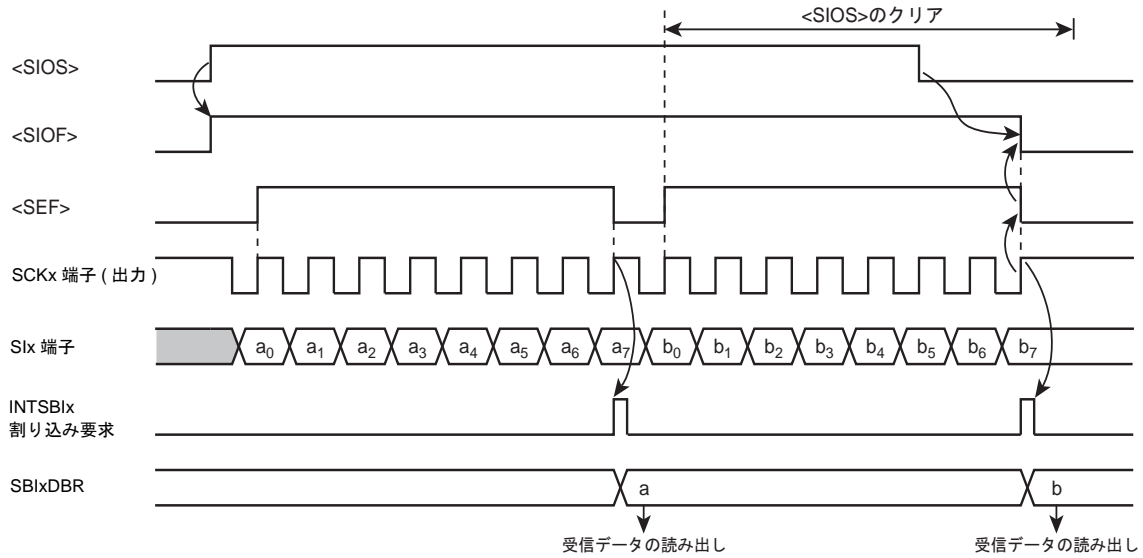 <SIOS>のクリア
<SIOS>
<SIOF>
<SEF>
SCKx 端子 ( 出力 )
SIx 端子
a0 a1 a2 a3 a4 a5 a6 a7 b0 b1 b2 b3 b4 b5 b6 b7
INTSBIx
割り込み要求
SBIxDBR
a b
受信データの読み出し 受信データの読み出し